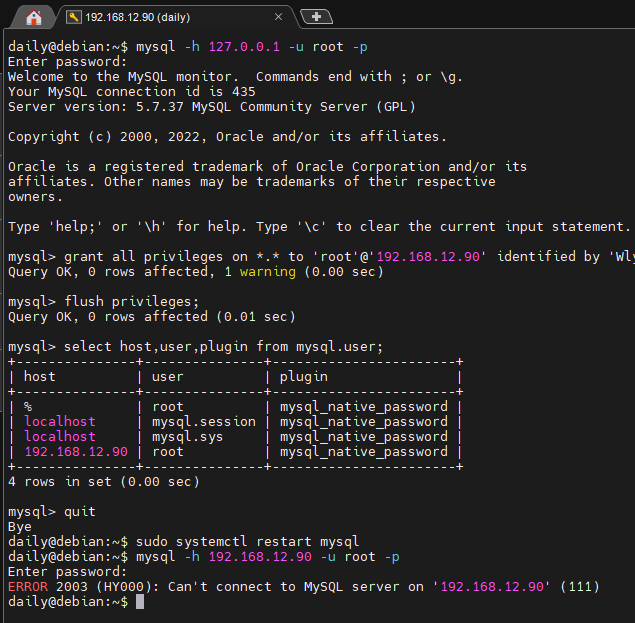 192.168.12.90 (daily)
daily@debian:~$ mysql -h 127.0.0.1 -u root -p
Enter password:
Welcome to the MySQL monitor.  Commands end with ; or \g.
Your MySQL connection id is 435
Server version: 5.7.37 MySQL Community Server (GPL)
Copyright (c) 2000, 2022, Oracle and/or its affiliates.
Oracle is a registered trademark of Oracle Corporation and/or its
affiliates. Other names may be trademarks of their respective
owners.
Type 'help;' or '\h' for help. Type '\c' to clear the current input statement.
mysql> grant all privileges on *.* to 'root'@'192.168.12.90' identified by 'Wly
Query OK, 0 rows affected, 1 warning (0.00 sec)
mysql> flush privileges;
Query OK, 0 rows affected (0.01 sec)
mysql> select host,user,plugin from mysql.user;
+---------------+---------------+-----------------------+
| host          | user          | plugin                |
+---------------+---------------+-----------------------+
| %             | root          | mysql_native_password |
| localhost     | mysql.session | mysql_native_password |
| localhost     | mysql.sys     | mysql_native_password |
| 192.168.12.90 | root          | mysql_native_password |
+---------------+---------------+-----------------------+
4 rows in set (0.00 sec)
mysql> quit
Bye
daily@debian:~$ sudo systemctl restart mysql
daily@debian:~$ mysql -h 192.168.12.90 -u root -p
Enter password:
ERROR 2003 (HY000): Can't connect to MySQL server on '192.168.12.90' (111)
daily@debian:~$